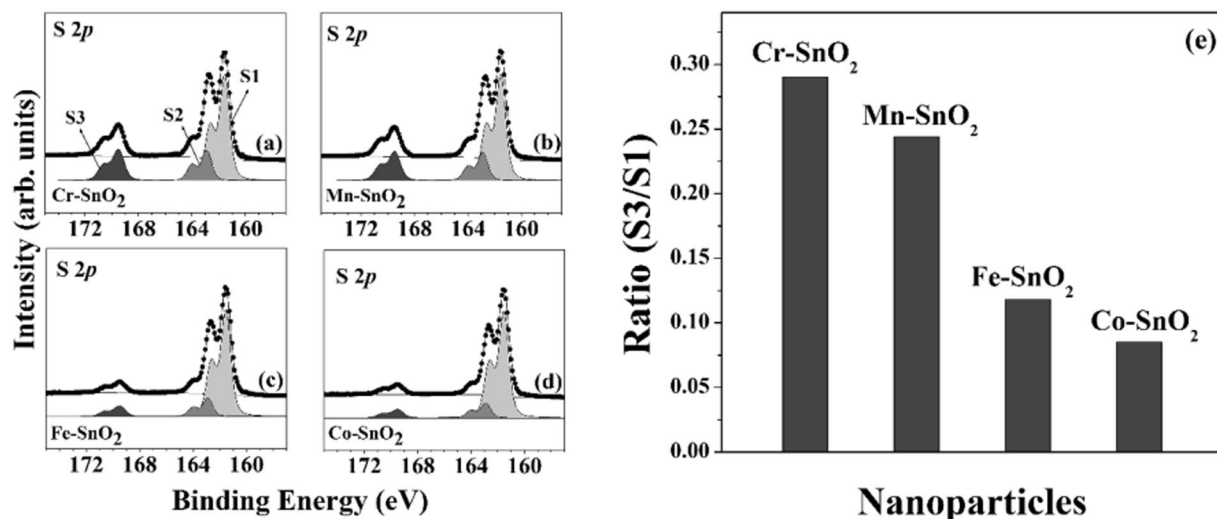 S 2p
S3
S2
S1
(a)
Cr-SnO₂
172 168 164 160
S 2p
(b)
Mn-SnO₂
172 168 164 160
S 2p
(c)
Fe-SnO₂
172 168 164 160
S 2p
(d)
Co-SnO₂
172 168 164 160
Intensity (arb. units)
Binding Energy (eV)
(e)
Cr-SnO₂
Mn-SnO₂
Fe-SnO₂
Co-SnO₂
0.30
0.25
0.20
0.15
0.10
0.05
0.00
Ratio (S3/S1)
Nanoparticles